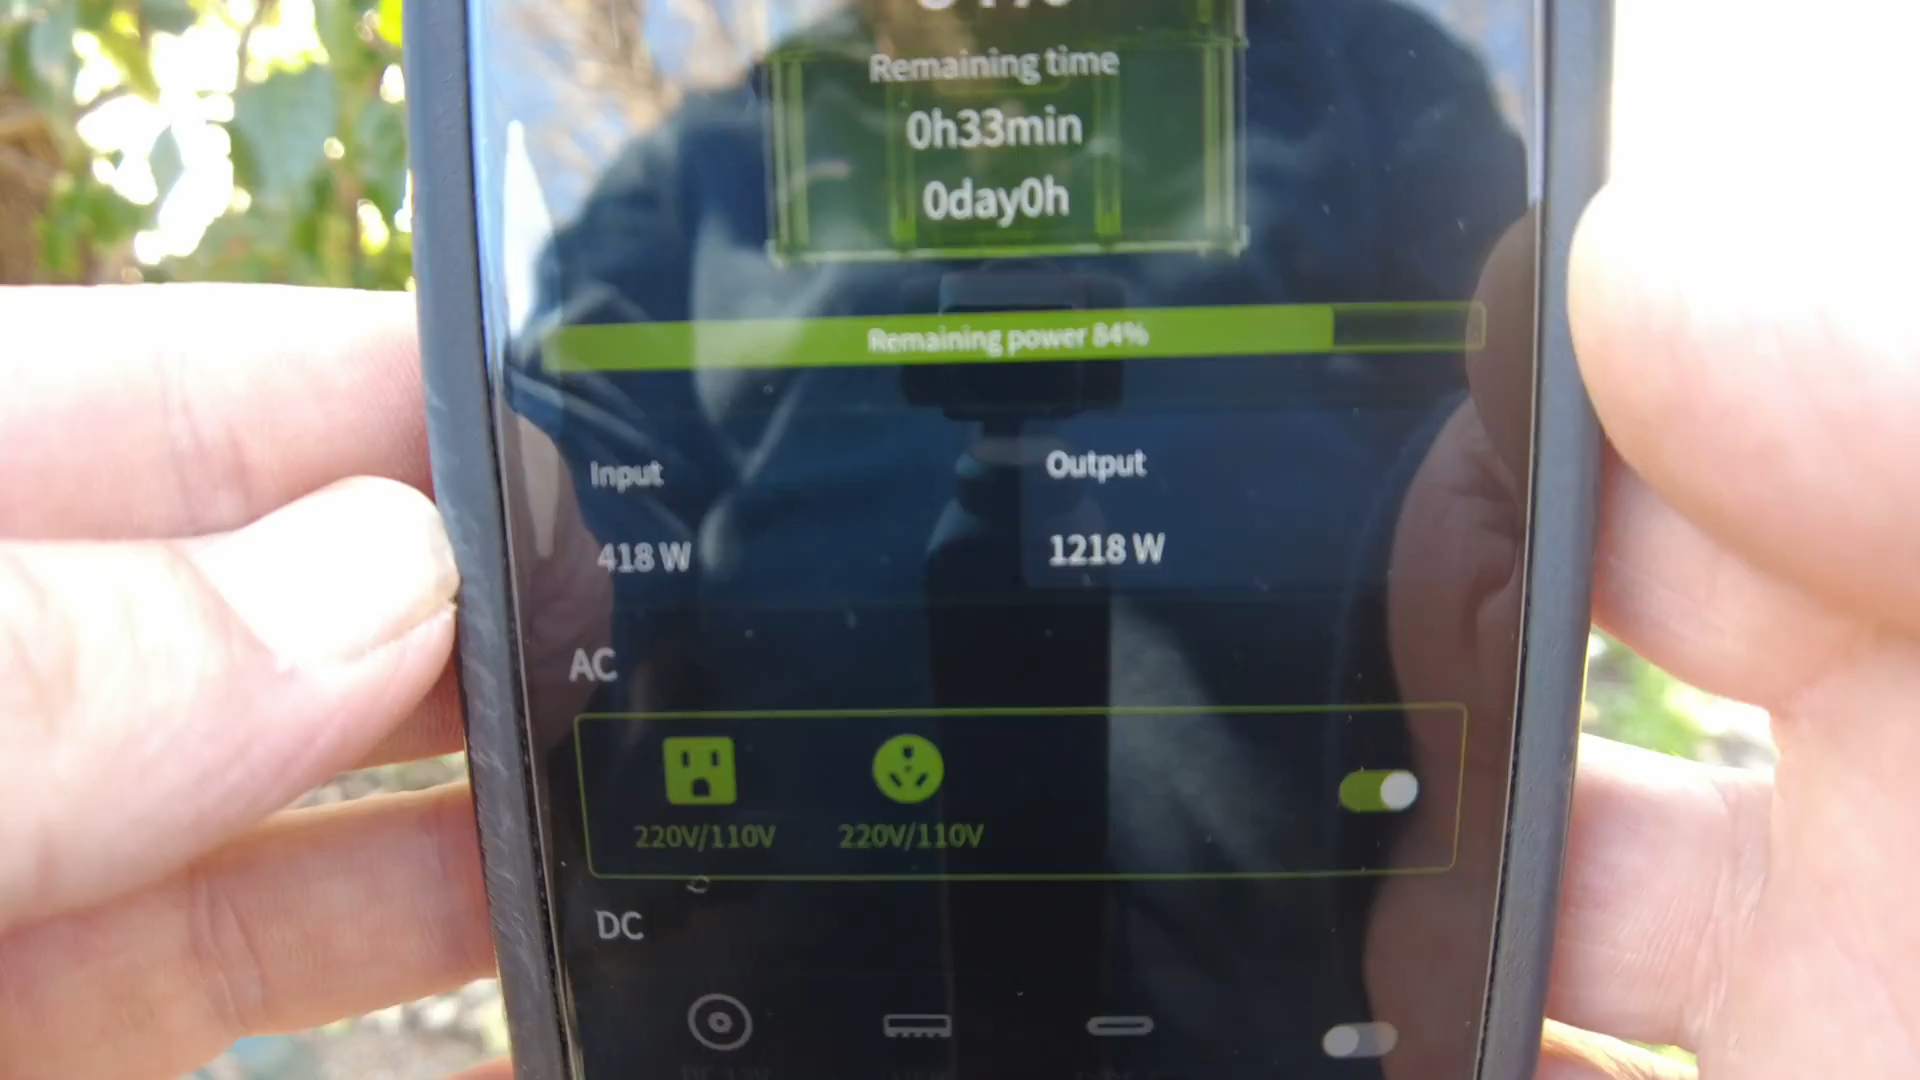 Remaining time
0h33min
0day0h
Remaining power 84%
Input
Output
418 W
1218 W
AC
220V/110V
220V/110V
DC